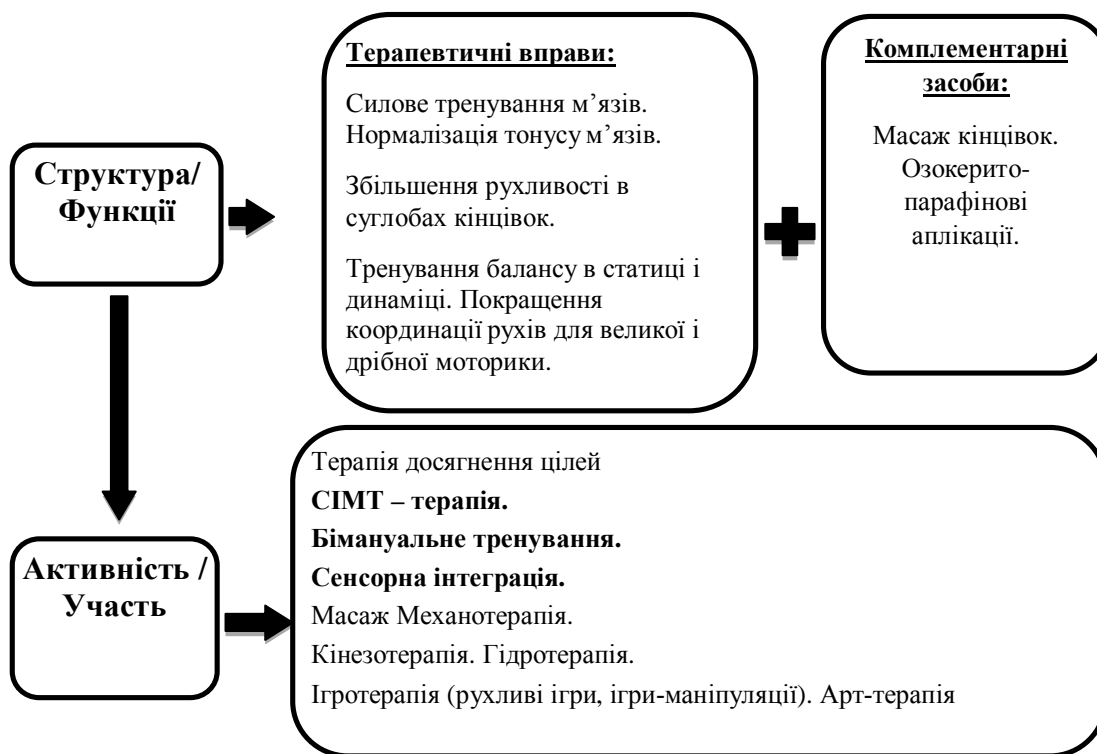 Структура/
Функції
Терапевтичні вправи:
Силове тренування м’язів.
Нормалізація тонусу м’язів.
Збільшення рухливості в
суглобах кінцівок.
Тренування балансу в статиці і
динаміці. Покращення
координації рухів для великої і
дрібної моторики.
Комплементарні
засоби:
Масаж кінцівок.
Озокерито-
парафінові
аплікації.
Активність /
Участь
Терапія досягнення цілей
СІМТ – терапія.
Бімануальне тренування.
Сенсорна інтеграція.
Масаж Механотерапія.
Кінезотерапія. Гідротерапія.
Ігротерапія (рухливі ігри, ігри-маніпуляції). Арт-терапія